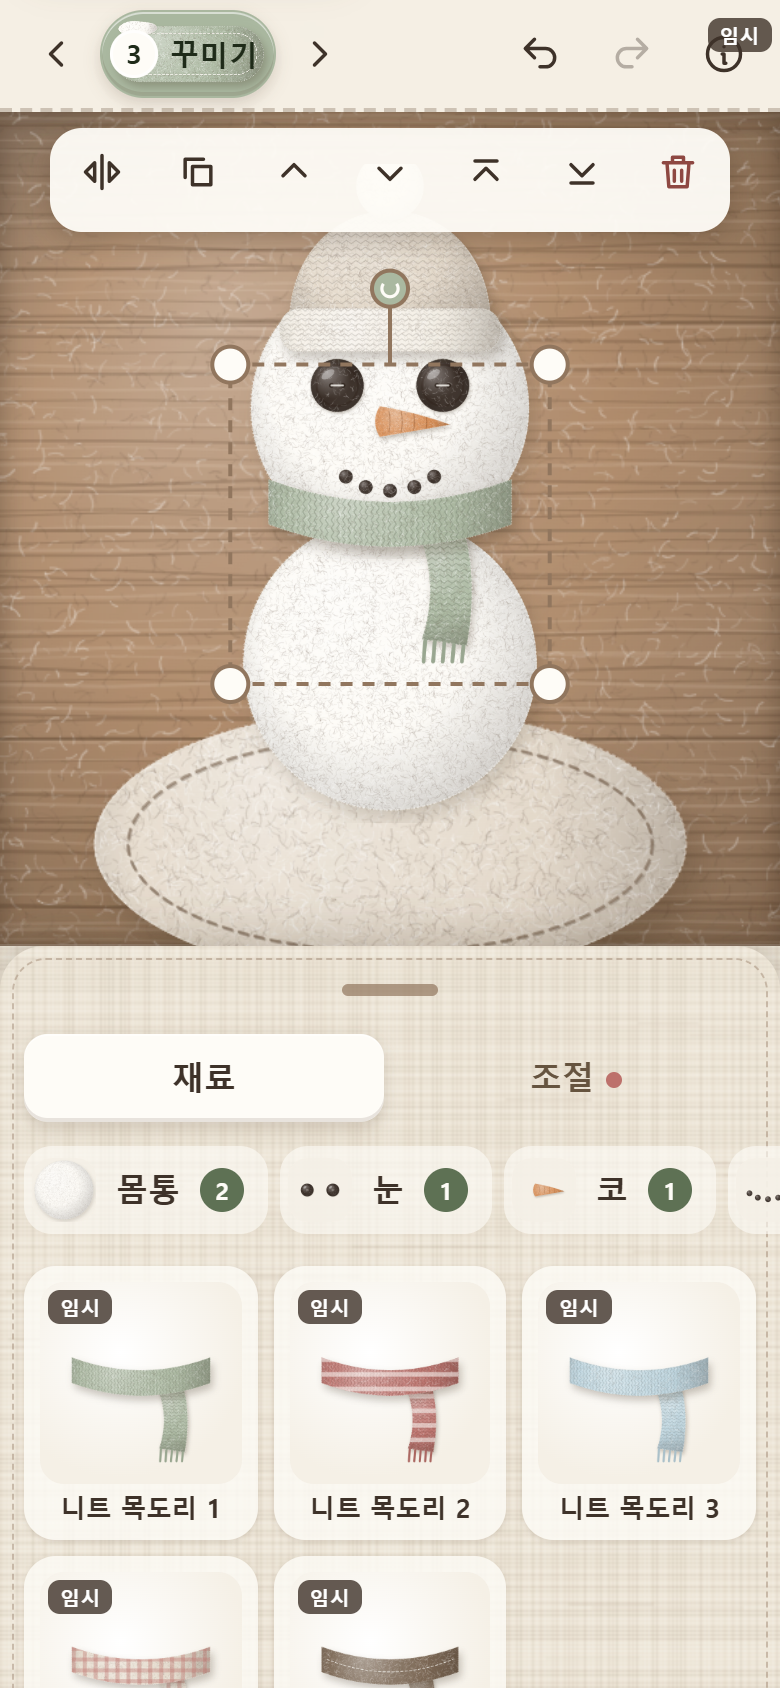 3 꾸미기
임시
재료
조절
몸통 2
눈 1
코 1
임시
임시
임시
니트 목도리 1
니트 목도리 2
니트 목도리 3
임시
임시